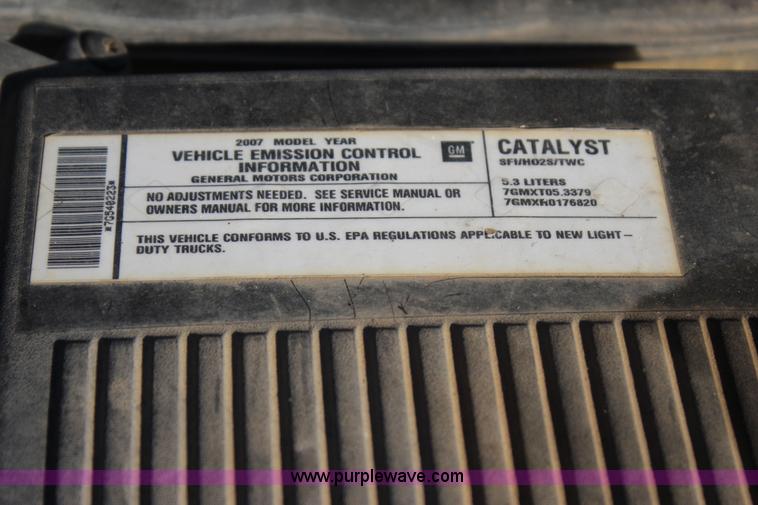 *7G540223*
2007 MODEL YEAR
VEHICLE EMISSION CONTROL
INFORMATION
GENERAL MOTORS CORPORATION
GM
NO ADJUSTMENTS NEEDED. SEE SERVICE MANUAL OR
OWNERS MANUAL FOR MORE INFORMATION.
CATALYST
SFI/HO2S/TWC
5.3 LITERS
7GMXT05.3379
7GMXR0176820
THIS VEHICLE CONFORMS TO U.S. EPA REGULATIONS APPLICABLE TO NEW LIGHT-
DUTY TRUCKS.
www.purplewave.com